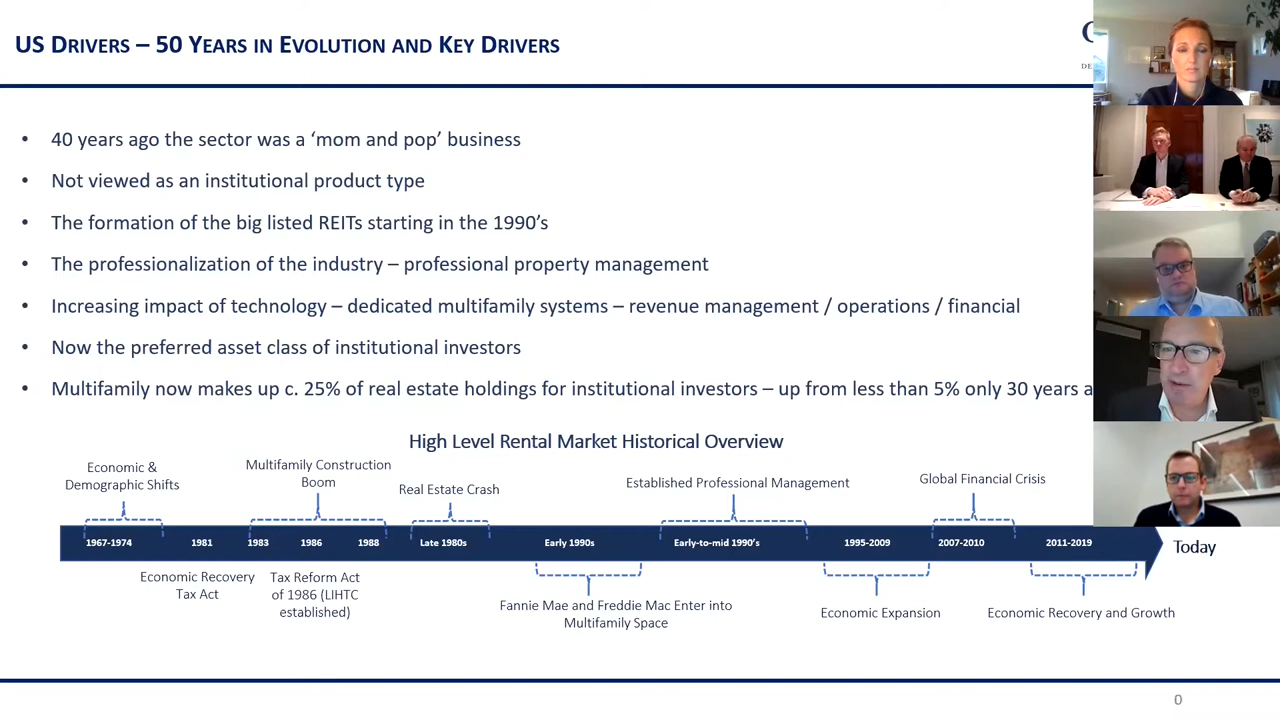 US Drivers – 50 Years in Evolution and Key Drivers
• 40 years ago the sector was a ‘mom and pop’ business
• Not viewed as an institutional product type
• The formation of the big listed REITs starting in the 1990’s
• The professionalization of the industry – professional property management
• Increasing impact of technology – dedicated multifamily systems – revenue management / operations / financial
• Now the preferred asset class of institutional investors
• Multifamily now makes up c. 25% of real estate holdings for institutional investors – up from less than 5% only 30 years
High Level Rental Market Historical Overview
Economic &
Demographic Shifts
Multifamily Construction
Boom
Real Estate Crash
Established Professional Management
Global Financial Crisis
1967-1974 1981 1983 1986 1988 Late 1980s Early 1990s Early-to-mid 1990’s 1995-2009 2007-2010 2011-2019
Today
Economic Recovery
Tax Act
Tax Reform Act
of 1986 (LIHTC
established)
Fannie Mae and Freddie Mac Enter into
Multifamily Space
Economic Expansion
Economic Recovery and Growth
0